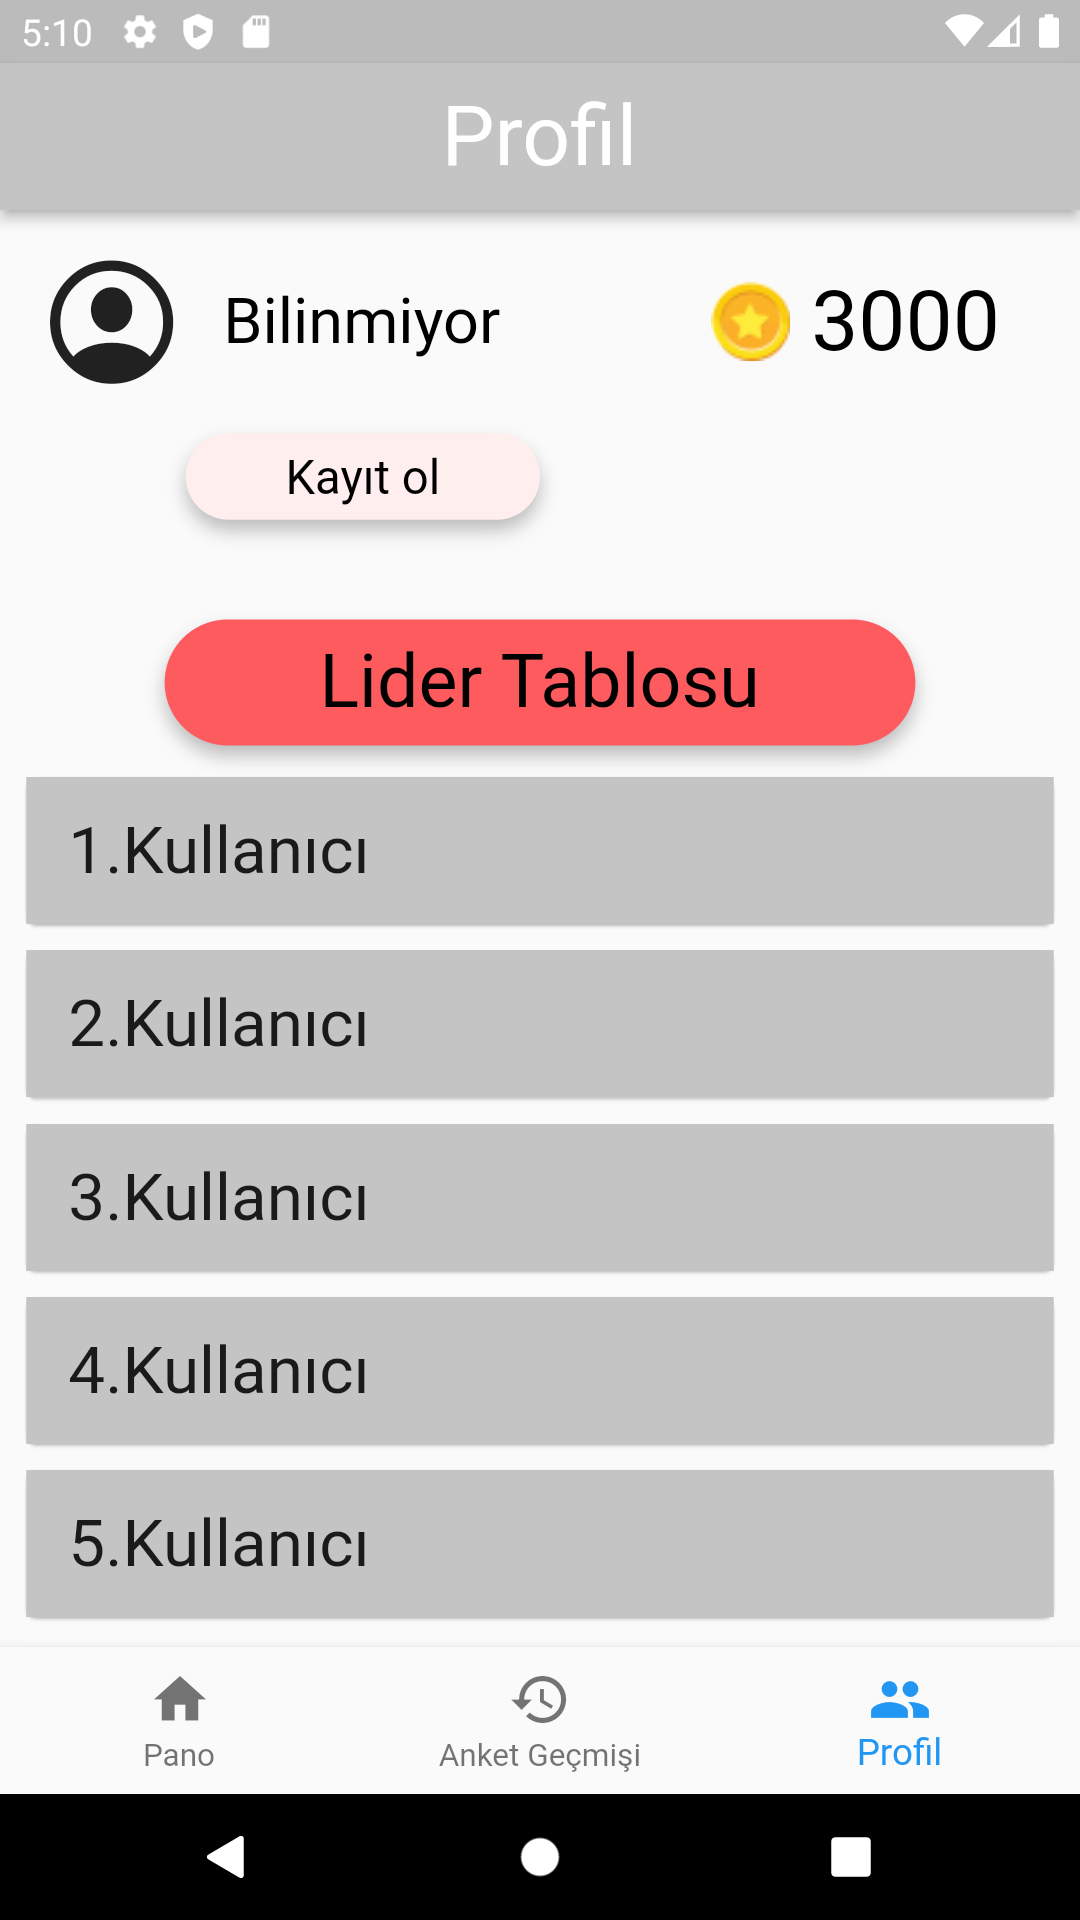 5:10
Profil
Bilinmiyor
3000
Kayıt ol
Lider Tablosu
1.Kullanıcı
2.Kullanıcı
3.Kullanıcı
4.Kullanıcı
5.Kullanıcı
Pano
Anket Geçmişi
Profil